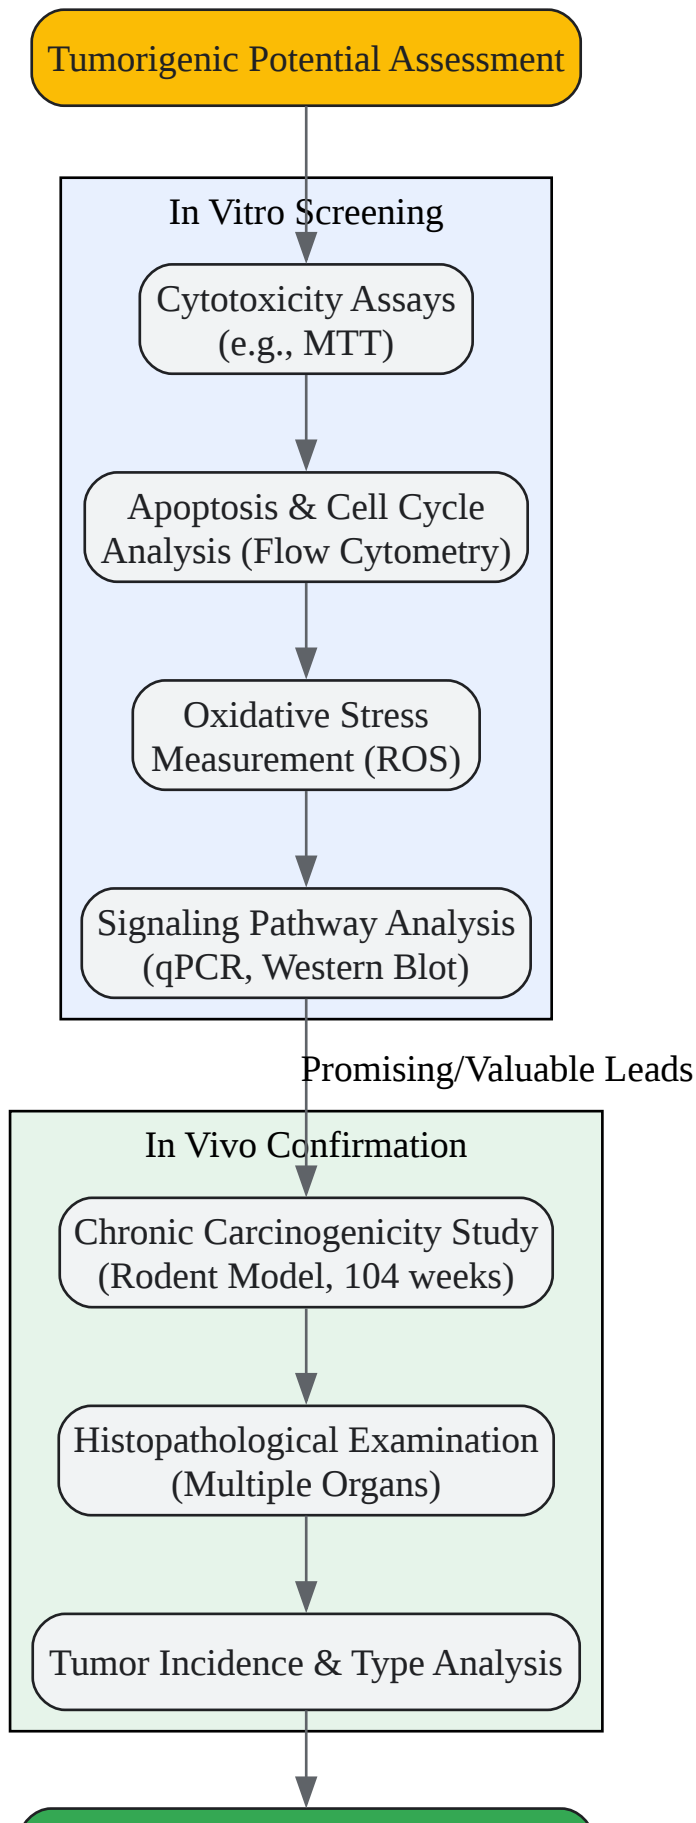 Tumorigenic Potential Assessment
In Vitro Screening
Cytotoxicity Assays
(e.g., MTT)
Apoptosis & Cell Cycle
Analysis (Flow Cytometry)
Oxidative Stress
Measurement (ROS)
Signaling Pathway Analysis
(qPCR, Western Blot)
Promising/Valuable Leads
In Vivo Confirmation
Chronic Carcinogenicity Study
(Rodent Model, 104 weeks)
Histopathological Examination
(Multiple Organs)
Tumor Incidence & Type Analysis